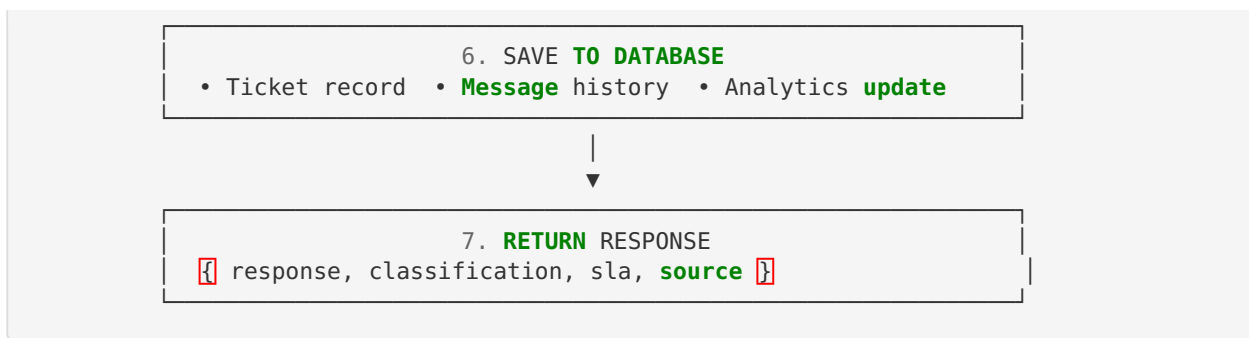 6. SAVE TO DATABASE
• Ticket record • Message history • Analytics update
7. RETURN RESPONSE
{ response, classification, sla, source }